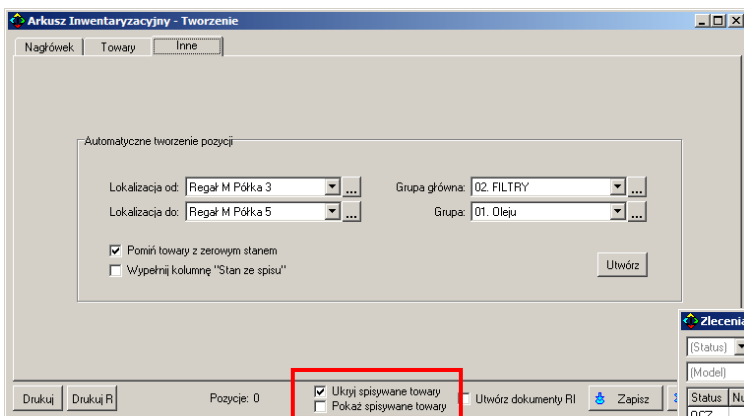 Arkusz Inwentaryzacyjny - Tworzenie
Nagłówek Towary Inne
Automatyczne tworzenie pozycji
Lokalizacja od: Regał M Półka 3 ... Grupa główna: 02. FILTRY ...
Lokalizacja do: Regał M Półka 5 ... Grupa: 01. Oleju ...
Pomiń towary z zerowym stanem
Wypełnij kolumnę "Stan ze spisu"
Utwórz
Zlecenia
(Status)
(Model)
Status Nu
OCZ
Drukuj Drukuj R Pozycje: 0 Ukryj spisywane towary Utwórz dokumenty RI Zapisz
Pokaż spisywane towary